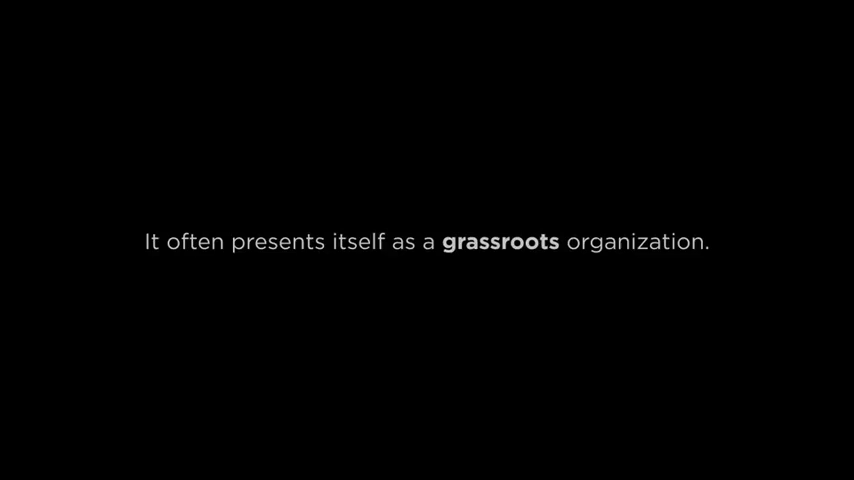 It often presents itself as a grassroots organization.